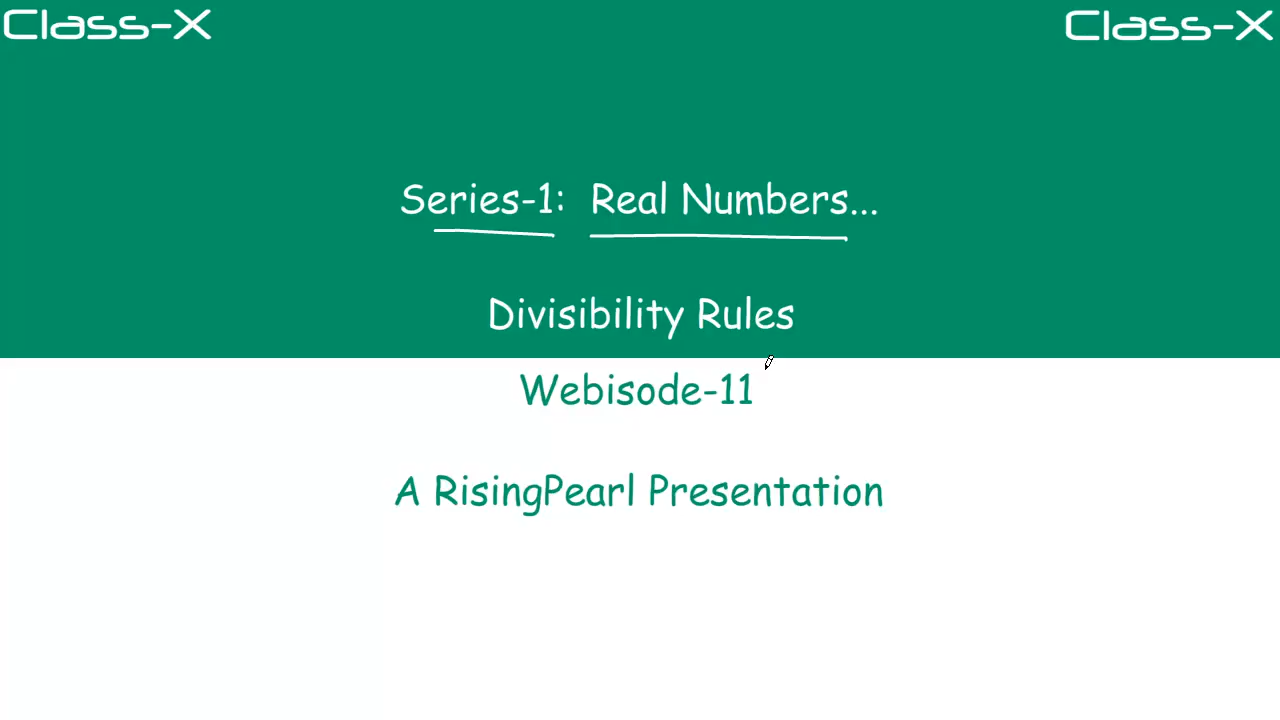 Class-X Class-X
Series-1: Real Numbers...
Divisibility Rules
Webisode-11
A RisingPearl Presentation